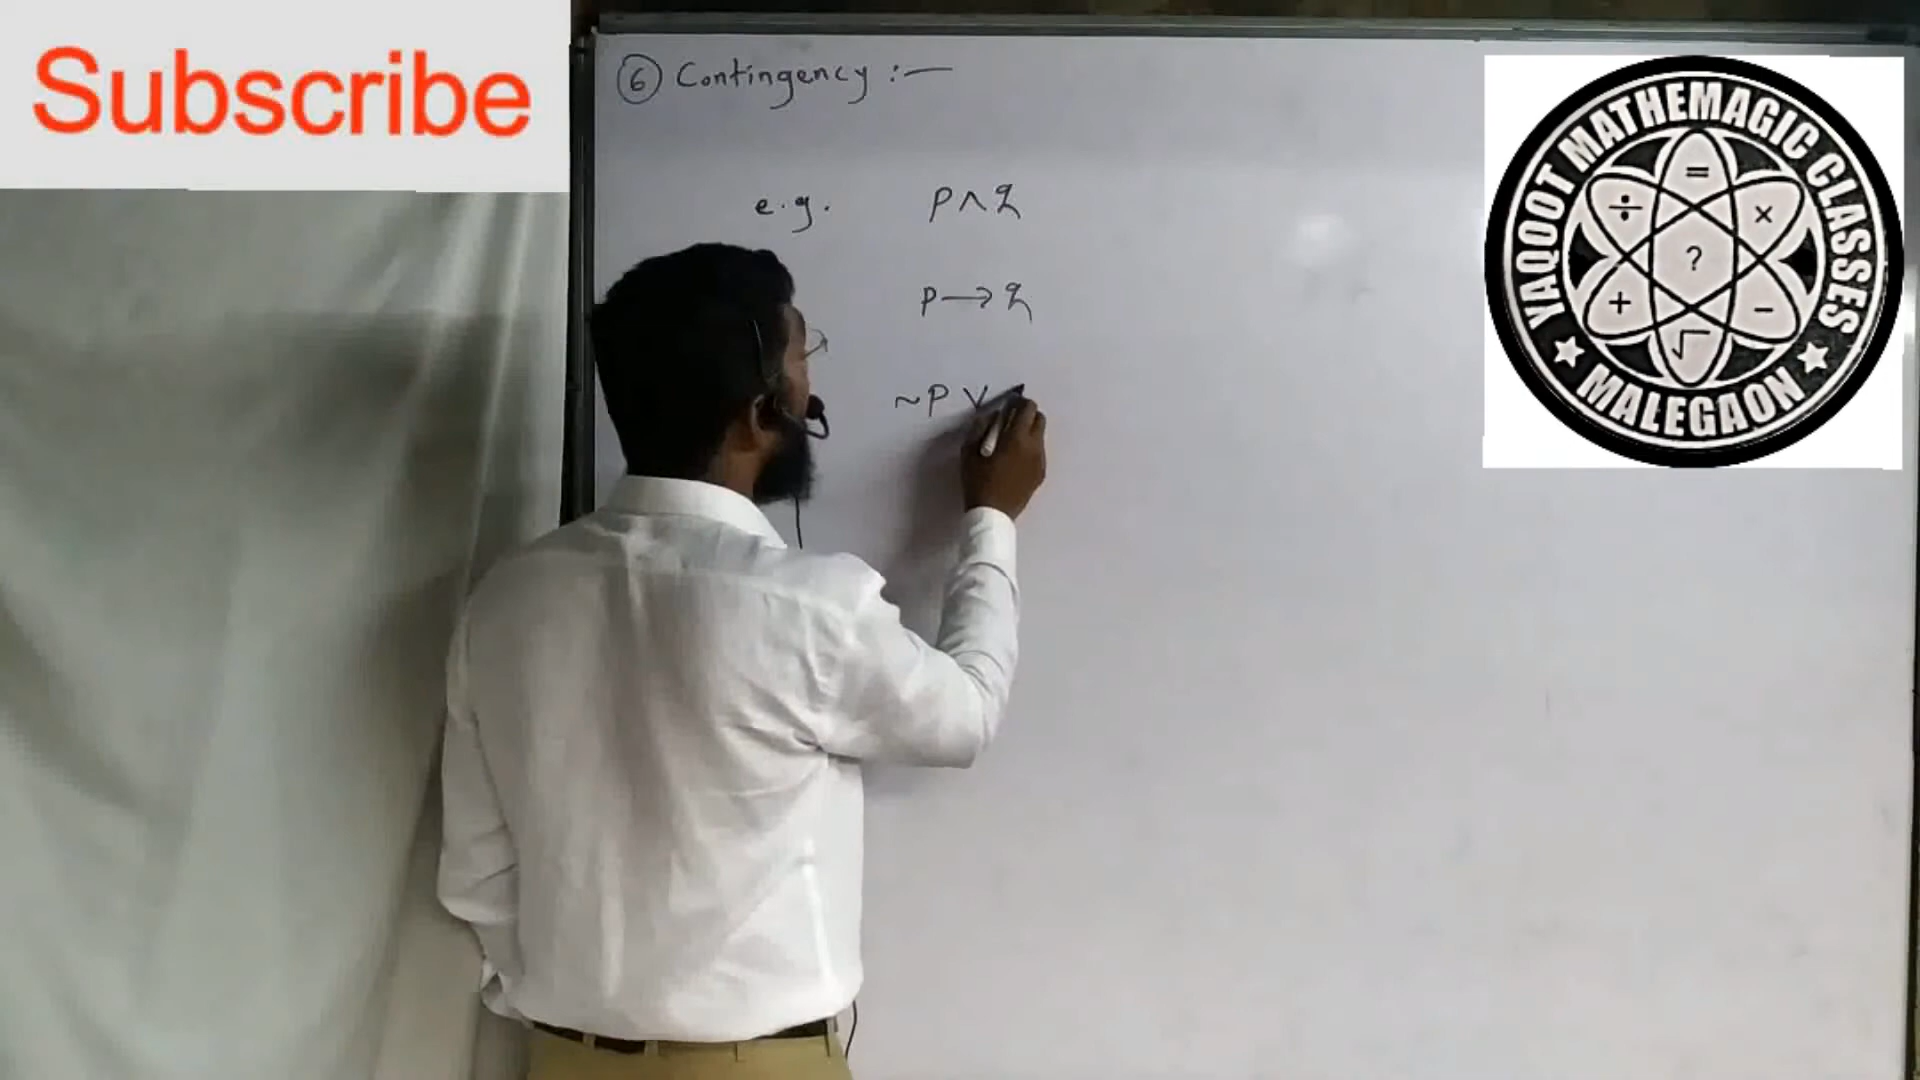 Subscribe
⑥ Contingency :—
e.g. p ∧ q
p → q
~p ∨
YAQOOT MATHEMAGIC CLASSES
★ MALEGAON ★
= ÷ × ? + − √